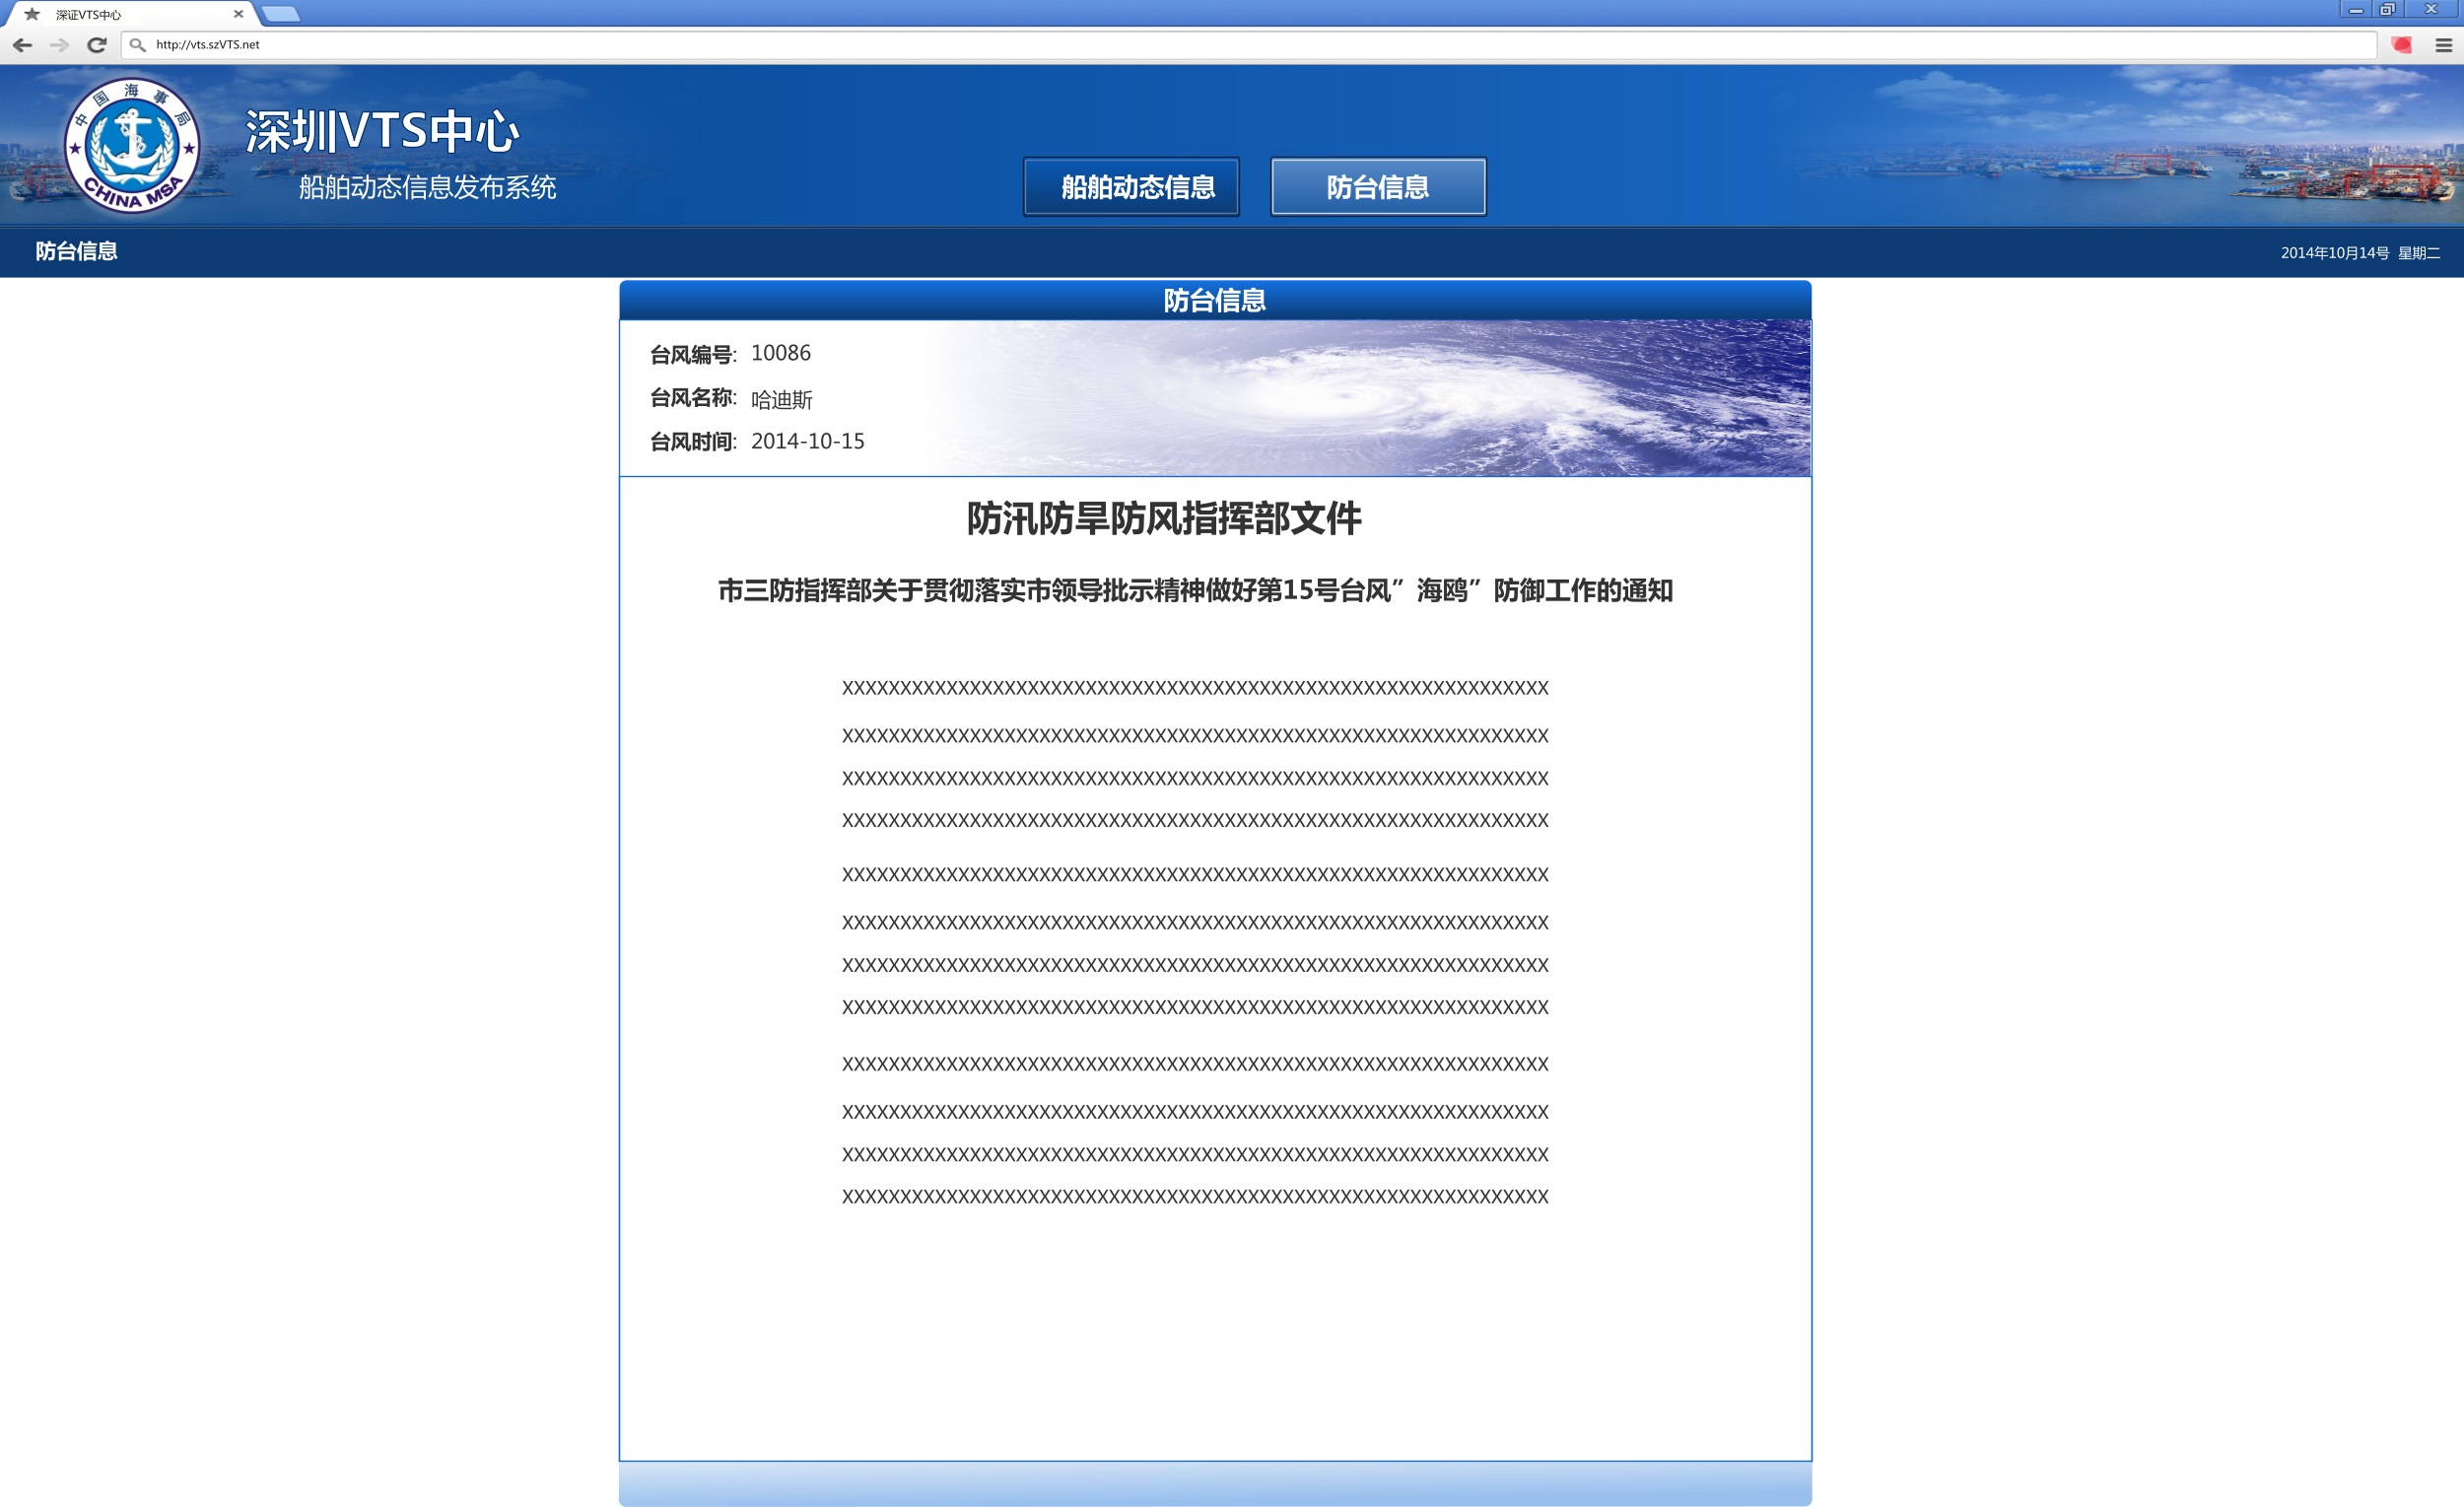 深证VTS中心
http://vts.szVTS.net
中国海事局
CHINA MSA
深圳VTS中心
船舶动态信息发布系统
船舶动态信息
防台信息
防台信息
2014年10月14号 星期二
防台信息
台风编号: 10086
台风名称: 哈迪斯
台风时间: 2014-10-15
防汛防旱防风指挥部文件
市三防指挥部关于贯彻落实市领导批示精神做好第15号台风”海鸥”防御工作的通知
XXXXXXXXXXXXXXXXXXXXXXXXXXXXXXXXXXXXXXXXXXXXXXXXXXXXXXXXXXXXX
XXXXXXXXXXXXXXXXXXXXXXXXXXXXXXXXXXXXXXXXXXXXXXXXXXXXXXXXXXXXX
XXXXXXXXXXXXXXXXXXXXXXXXXXXXXXXXXXXXXXXXXXXXXXXXXXXXXXXXXXXXX
XXXXXXXXXXXXXXXXXXXXXXXXXXXXXXXXXXXXXXXXXXXXXXXXXXXXXXXXXXXXX
XXXXXXXXXXXXXXXXXXXXXXXXXXXXXXXXXXXXXXXXXXXXXXXXXXXXXXXXXXXXX
XXXXXXXXXXXXXXXXXXXXXXXXXXXXXXXXXXXXXXXXXXXXXXXXXXXXXXXXXXXXX
XXXXXXXXXXXXXXXXXXXXXXXXXXXXXXXXXXXXXXXXXXXXXXXXXXXXXXXXXXXXX
XXXXXXXXXXXXXXXXXXXXXXXXXXXXXXXXXXXXXXXXXXXXXXXXXXXXXXXXXXXXX
XXXXXXXXXXXXXXXXXXXXXXXXXXXXXXXXXXXXXXXXXXXXXXXXXXXXXXXXXXXXX
XXXXXXXXXXXXXXXXXXXXXXXXXXXXXXXXXXXXXXXXXXXXXXXXXXXXXXXXXXXXX
XXXXXXXXXXXXXXXXXXXXXXXXXXXXXXXXXXXXXXXXXXXXXXXXXXXXXXXXXXXXX
XXXXXXXXXXXXXXXXXXXXXXXXXXXXXXXXXXXXXXXXXXXXXXXXXXXXXXXXXXXXX